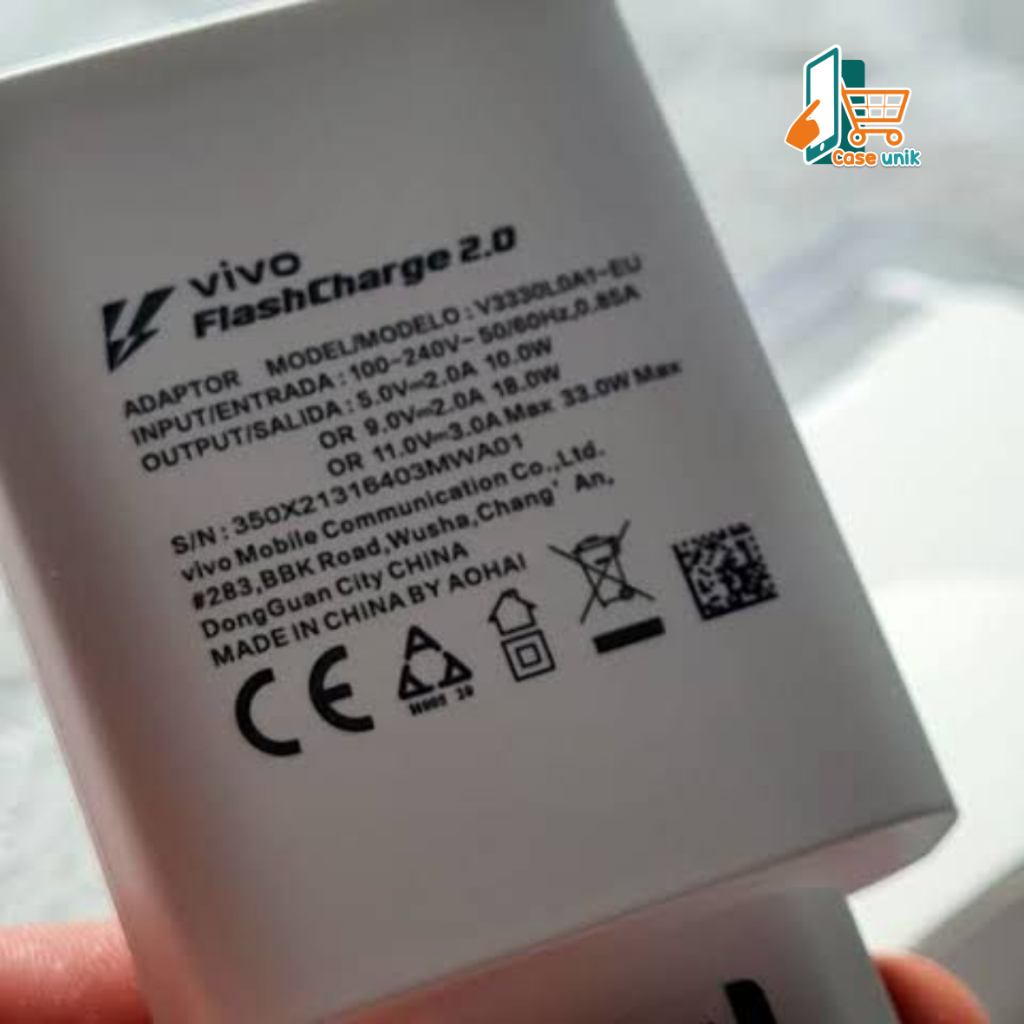 Case unik
vivo
FlashCharge 2.0
ADAPTOR MODEL/MODELO : V3330L0A1-EU
INPUT/ENTRADA : 100-240V~ 50/60Hz,0.85A
OUTPUT/SALIDA : 5.0V⎓2.0A 10.0W
OR 9.0V⎓2.0A 18.0W
OR 11.0V⎓3.0A Max 33.0W Max
S/N : 350X21316403MWA01
vivo Mobile Communication Co.,Ltd.
#283,BBK Road,Wusha,Chang' An,
DongGuan City CHINA
MADE IN CHINA BY AOHAI
CE